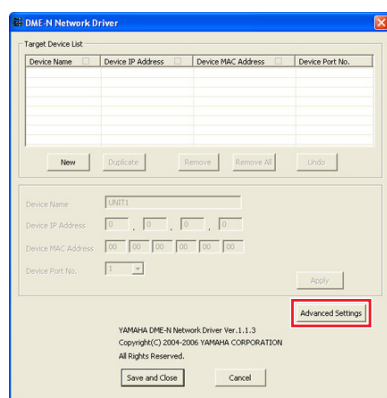 DME-N Network Driver
Target Device List
Device Name Device IP Address Device MAC Address Device Port No.
New Duplicate Remove Remove All Undo
Device Name UNIT1
Device IP Address 0 . 0 . 0 . 0
Device MAC Address 00 00 00 00 00 00
Device Port No. 1
Apply
Advanced Settings
YAMAHA DME-N Network Driver Ver.1.1.3
Copyright(C) 2004-2006 YAMAHA CORPORATION
All Rights Reserved.
Save and Close Cancel